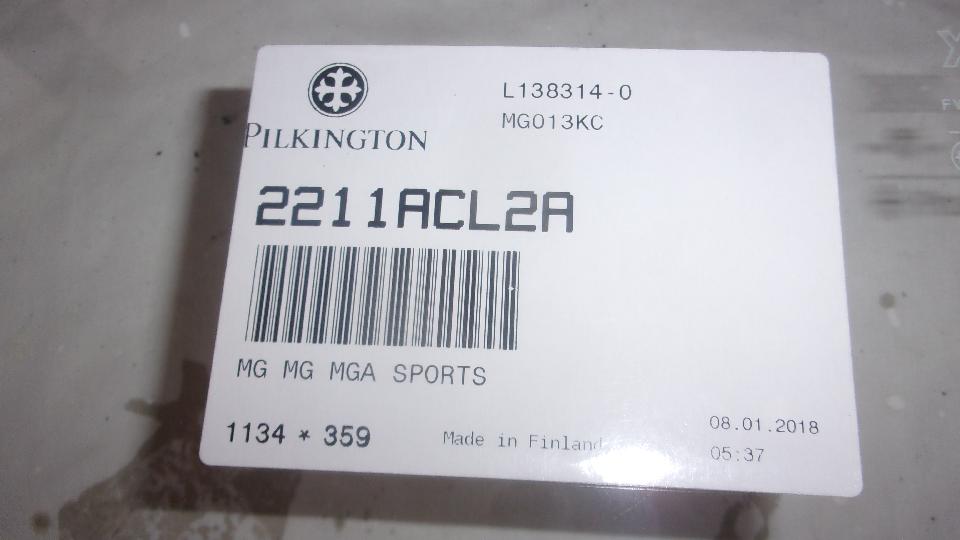 PILKINGTON
L138314-0
MG013KC
2211ACL2A
MG MG MGA SPORTS
1134 * 359
Made in Finland
08.01.2018
05:37